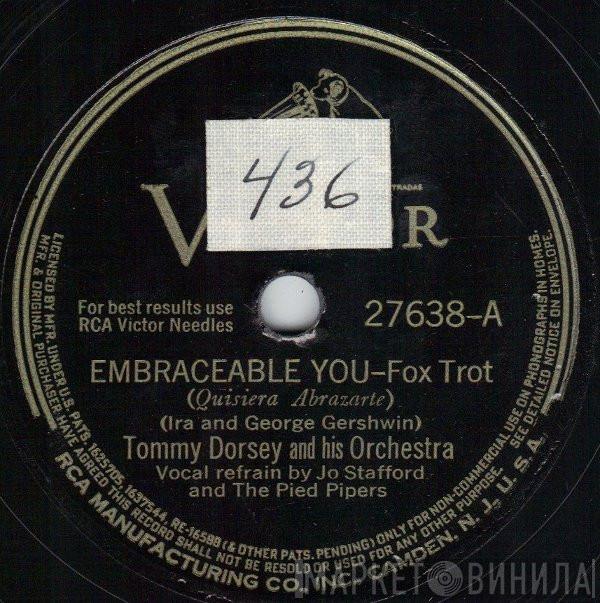 436
V R
TRADAS
For best results use
RCA Victor Needles
27638-A
EMBRACEABLE YOU-Fox Trot
(Quisiera Abrazarte)
(Ira and George Gershwin)
Tommy Dorsey and his Orchestra
Vocal refrain by Jo Stafford
and The Pied Pipers
LICENSED BY MFR. UNDER U.S. PATS. 1625705, 1637544, RE-16588 (& OTHER PATS. PENDING) ONLY FOR NON-COMMERCIAL USE ON PHONOGRAPHS IN HOMES.
MFR. & ORIGINAL PURCHASER HAVE AGREED THIS RECORD SHALL NOT BE RESOLD OR USED FOR ANY OTHER PURPOSE. SEE DETAILED NOTICE ON ENVELOPE.
RCA MANUFACTURING CO., INC., CAMDEN, N. J., U. S. A.
МАРКЕТ ВИНИЛА